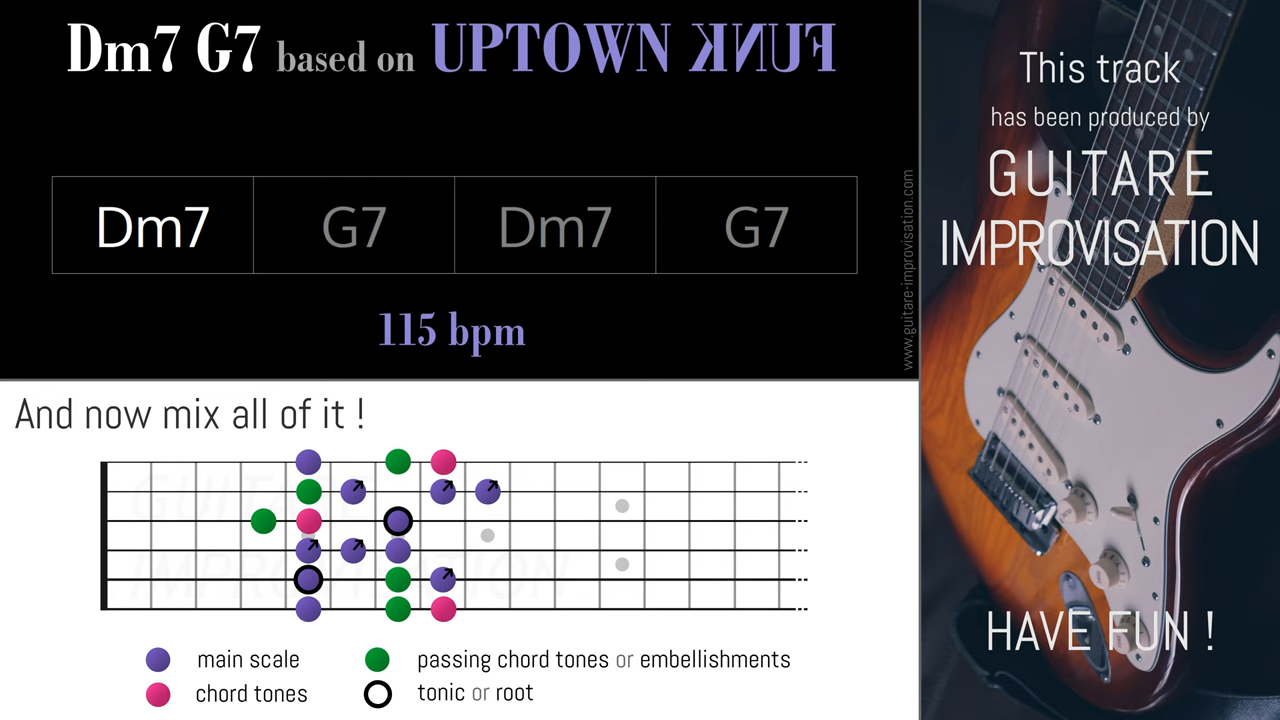 Dm7 G7 based on UPTOWN FUNK
Dm7 G7 Dm7 G7
115 bpm
www.guitare-improvisation.com
And now mix all of it !
GUITARE
IMPROVISATION
main scale
passing chord tones or embellishments
chord tones
tonic or root
This track
has been produced by
GUITARE
IMPROVISATION
HAVE FUN !